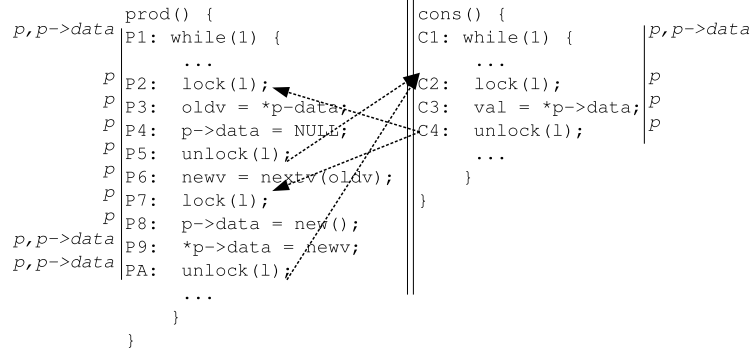 prod() {
p,p->data P1: while(1) {
...
p P2: lock(l);
p P3: oldv = *p-data;
p P4: p->data = NULL;
p P5: unlock(l);
p P6: newv = nextv(oldv);
p P7: lock(l);
p P8: p->data = new();
p,p->data P9: *p->data = newv;
p,p->data PA: unlock(l);
...
}
}
cons() {
C1: while(1) { p,p->data
...
C2: lock(l); p
C3: val = *p->data; p
C4: unlock(l); p
...
}
}